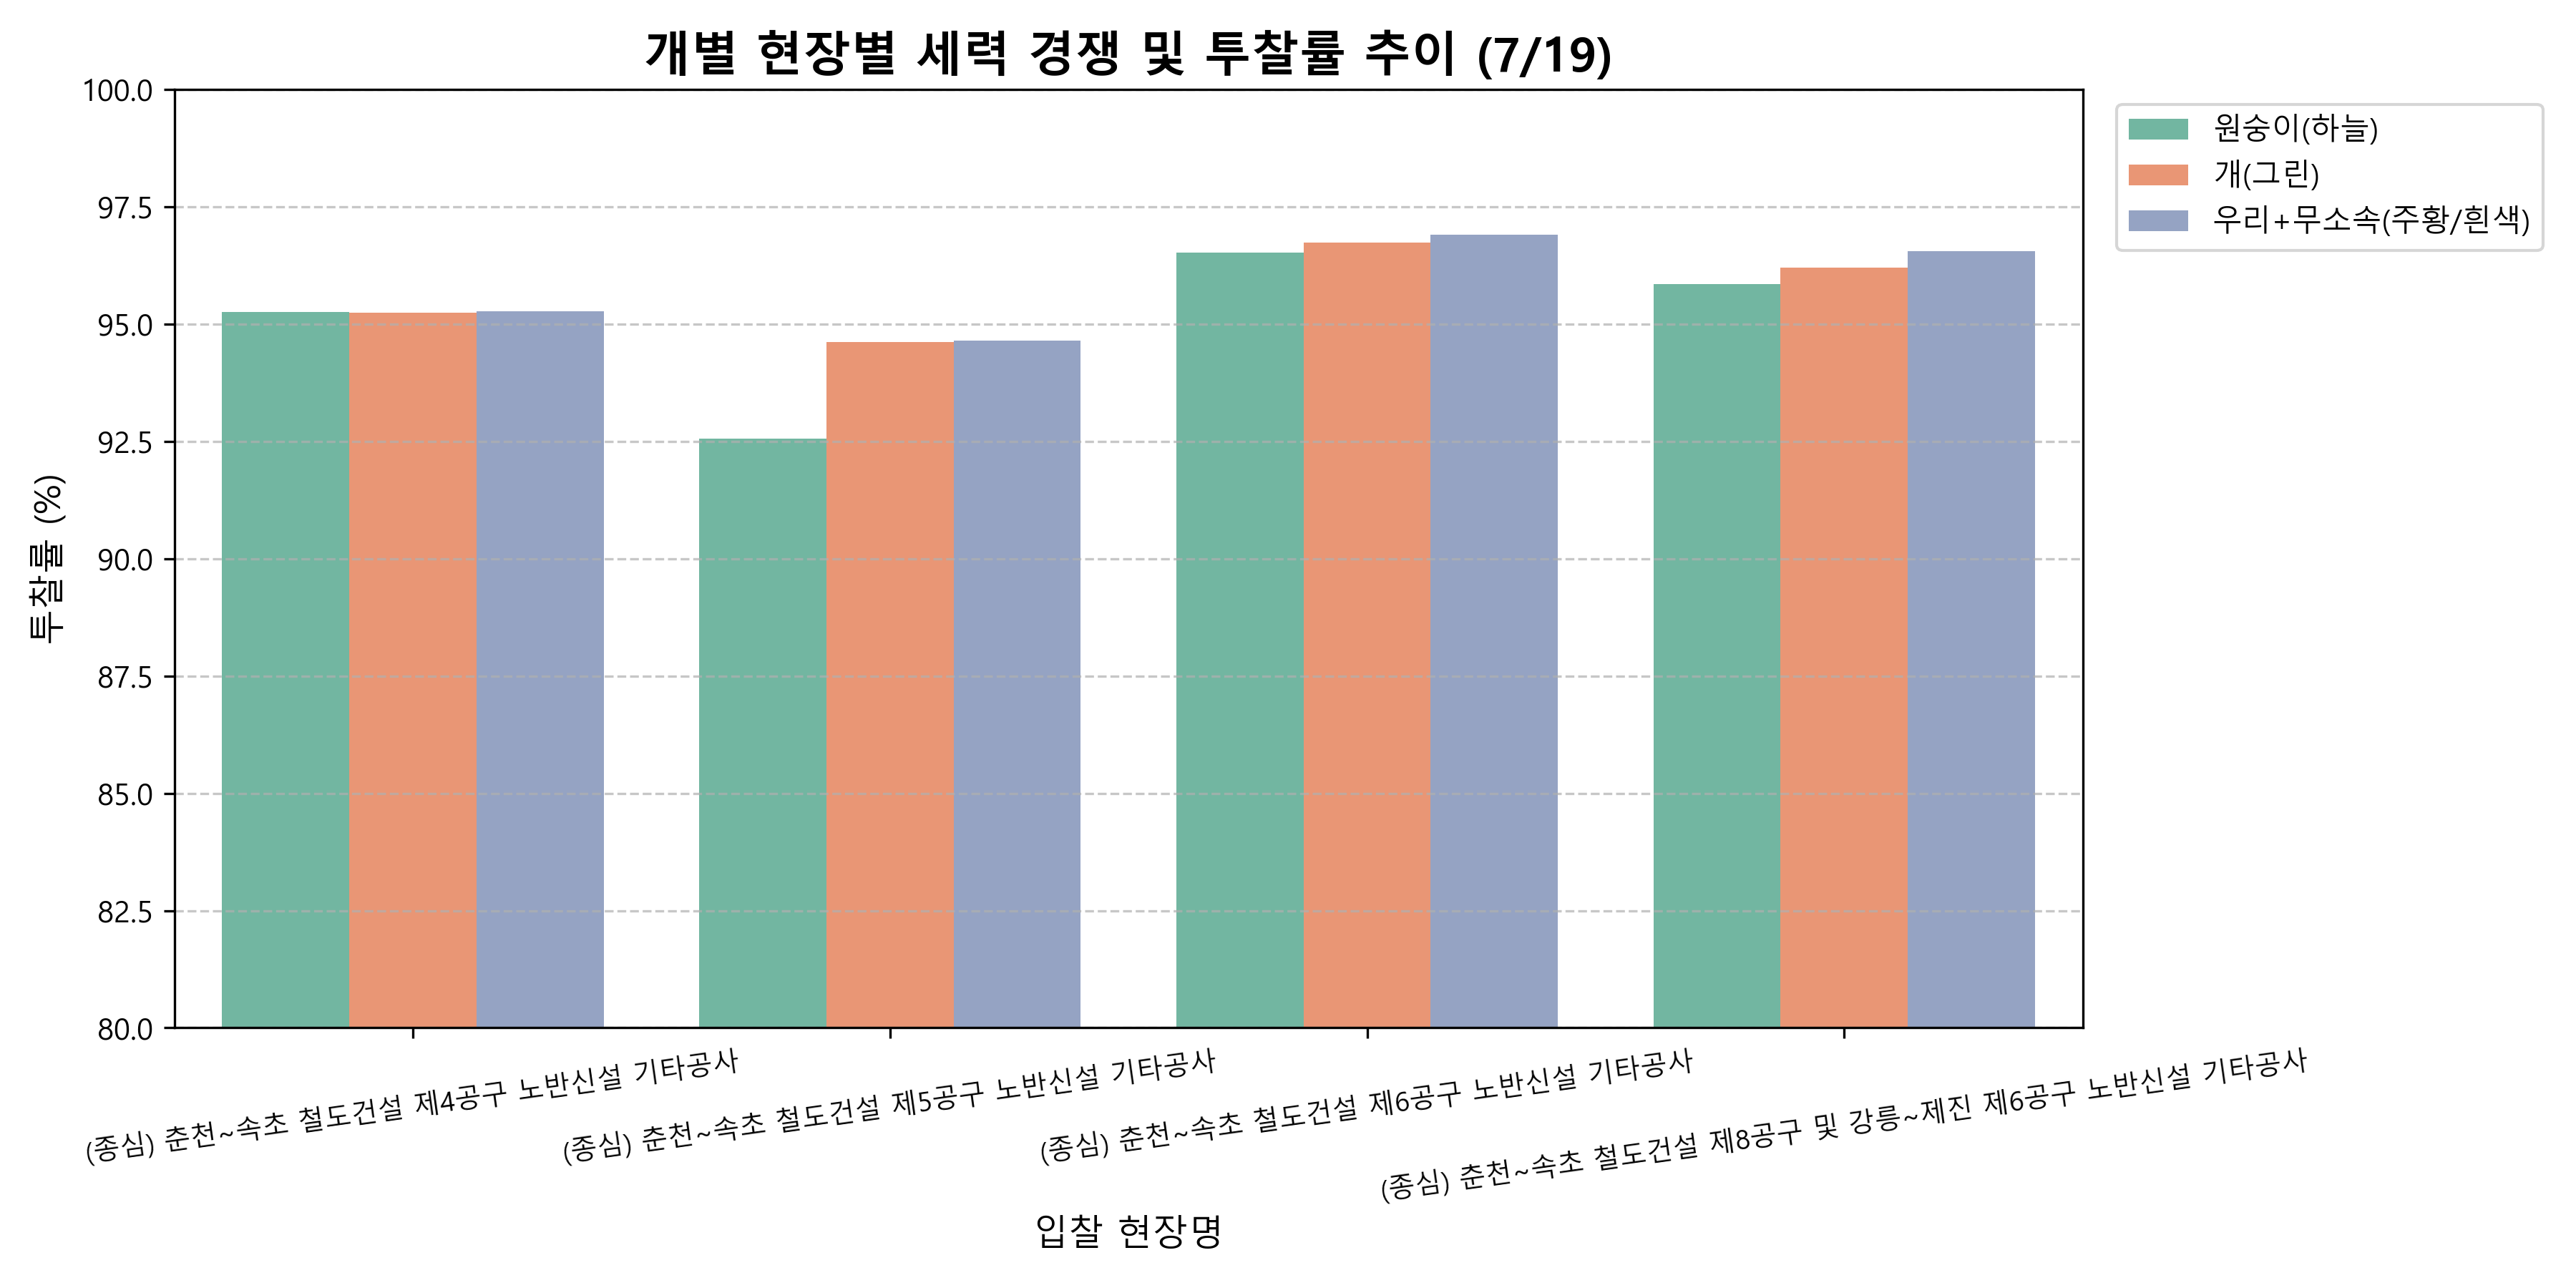 개별 현장별 세력 경쟁 및 투찰률 추이 (7/19)
100.0
97.5
95.0
92.5
90.0
87.5
85.0
82.5
80.0
투찰률 (%)
원숭이(하늘)
개(그린)
우리+무소속(주황/흰색)
(종심) 춘천~속초 철도건설 제4공구 노반신설 기타공사
(종심) 춘천~속초 철도건설 제5공구 노반신설 기타공사
(종심) 춘천~속초 철도건설 제6공구 노반신설 기타공사
(종심) 춘천~속초 철도건설 제8공구 및 강릉~제진 제6공구 노반신설 기타공사
입찰 현장명